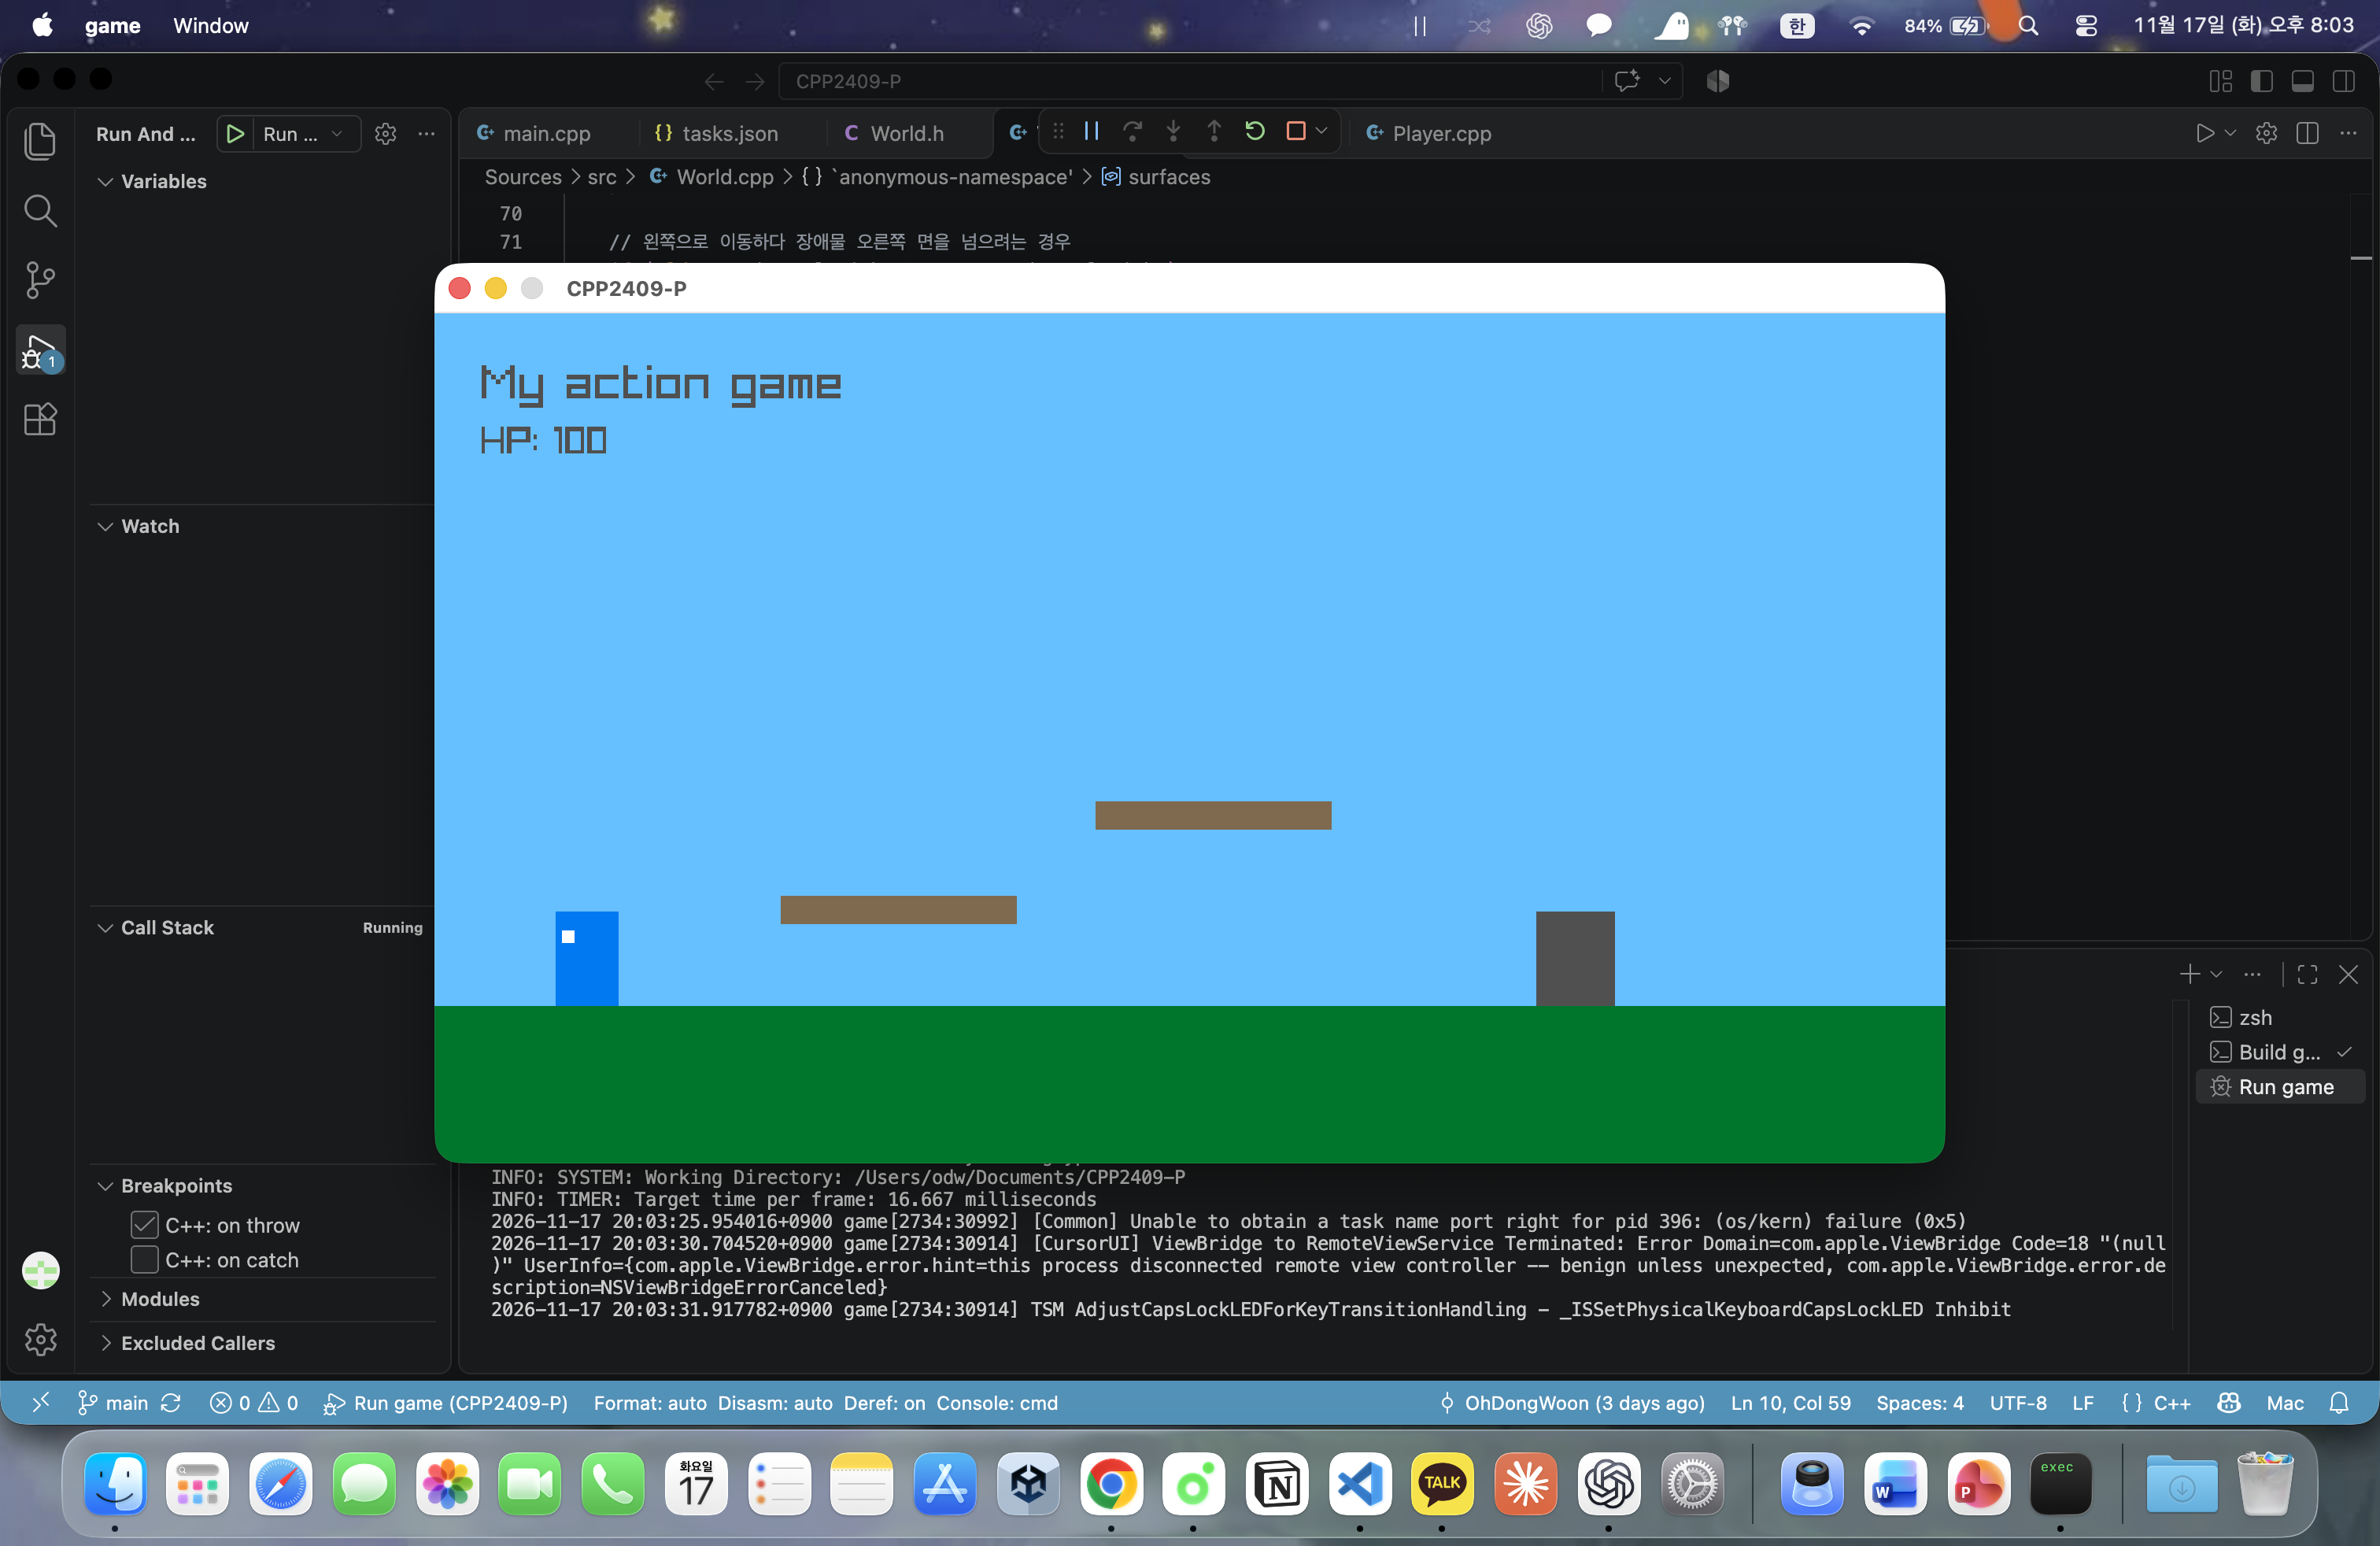 game Window
한 84% 11월 17일 (화) 오후 8:03
CPP2409-P
Run And ... Run ...
main.cpp tasks.json World.h Player.cpp
Sources > src > World.cpp > {} `anonymous-namespace' > surfaces
Variables
70
71 // 왼쪽으로 이동하다 장애물 오른쪽 면을 넘으려는 경우
CPP2409-P
My action game
HP: 100
Watch
Call Stack Running
Breakpoints
C++: on throw
C++: on catch
Modules
Excluded Callers
zsh
Build g...
Run game
INFO: SYSTEM: Working Directory: /Users/odw/Documents/CPP2409-P
INFO: TIMER: Target time per frame: 16.667 milliseconds
2026-11-17 20:03:25.954016+0900 game[2734:30992] [Common] Unable to obtain a task name port right for pid 396: (os/kern) failure (0x5)
2026-11-17 20:03:30.704520+0900 game[2734:30914] [CursorUI] ViewBridge to RemoteViewService Terminated: Error Domain=com.apple.ViewBridge Code=18 "(null
)" UserInfo={com.apple.ViewBridge.error.hint=this process disconnected remote view controller -- benign unless unexpected, com.apple.ViewBridge.error.de
scription=NSViewBridgeErrorCanceled}
2026-11-17 20:03:31.917782+0900 game[2734:30914] TSM AdjustCapsLockLEDForKeyTransitionHandling - _ISSetPhysicalKeyboardCapsLockLED Inhibit
1
main 0 0 Run game (CPP2409-P) Format: auto Disasm: auto Deref: on Console: cmd OhDongWoon (3 days ago) Ln 10, Col 59 Spaces: 4 UTF-8 LF {} C++ Mac
화요일
17
TALK
W
P
exec